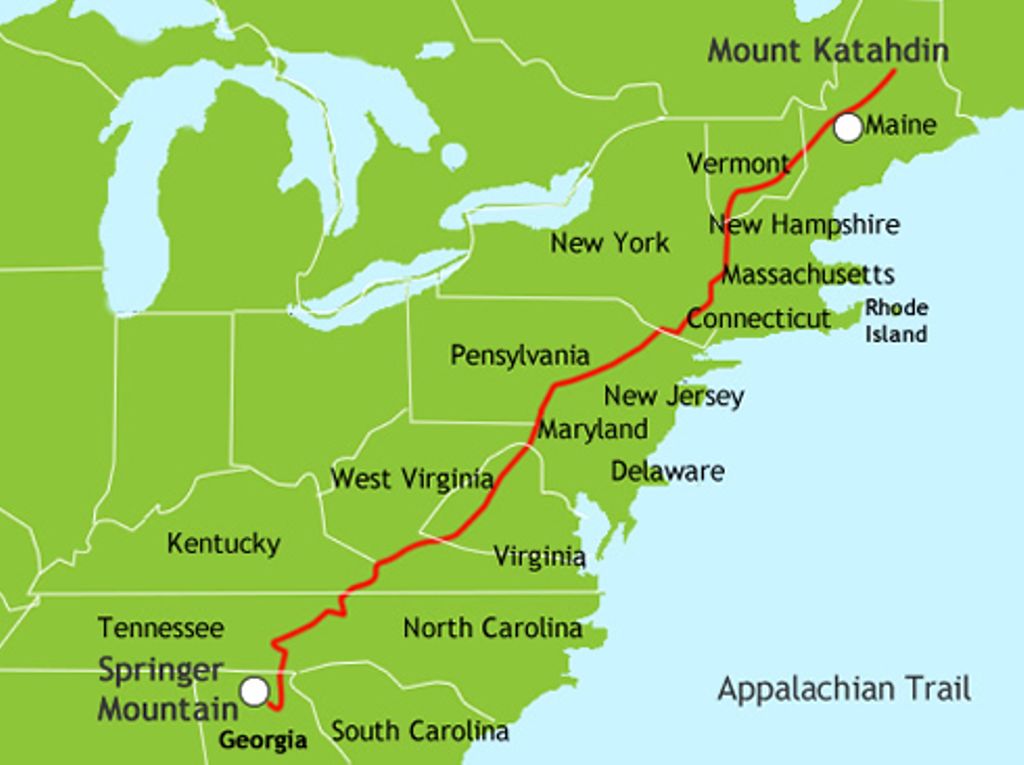 Mount Katahdin
Maine
Vermont
New Hampshire
New York
Massachusetts
Rhode
Island
Connecticut
Pensylvania
New Jersey
Maryland
Delaware
West Virginia
Kentucky
Virginia
Tennessee
North Carolina
Springer
Mountain
Appalachian Trail
Georgia
South Carolina